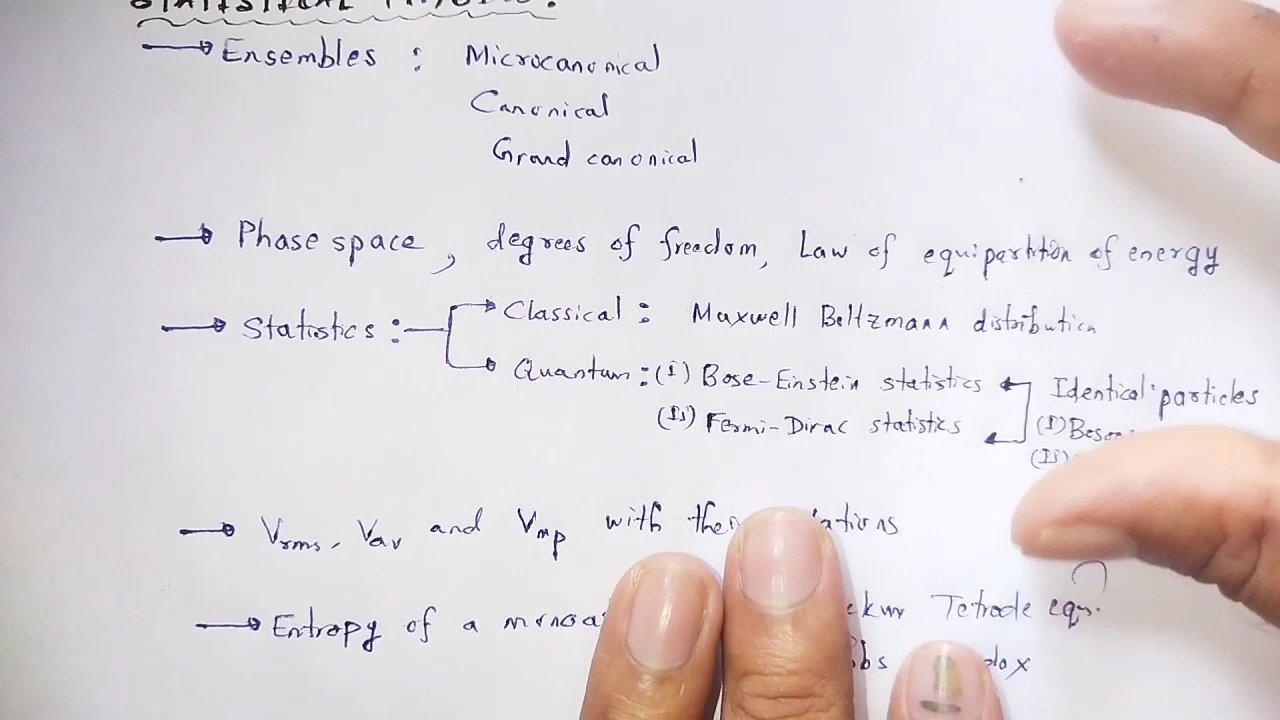 → Ensembles : Microcanonical
Canonical
Grand canonical
→ Phase space, degrees of freedom, Law of equipartition of energy
→ Statistics : → Classical : Maxwell Boltzmann distribution
→ Quantum : (I) Bose-Einstein statistics ← Identical particles
(II) Fermi-Dirac statistics ← (I)
(II)
→ Vrms, Vav and Vmp with
→ Entropy of a Tetrode eqn.